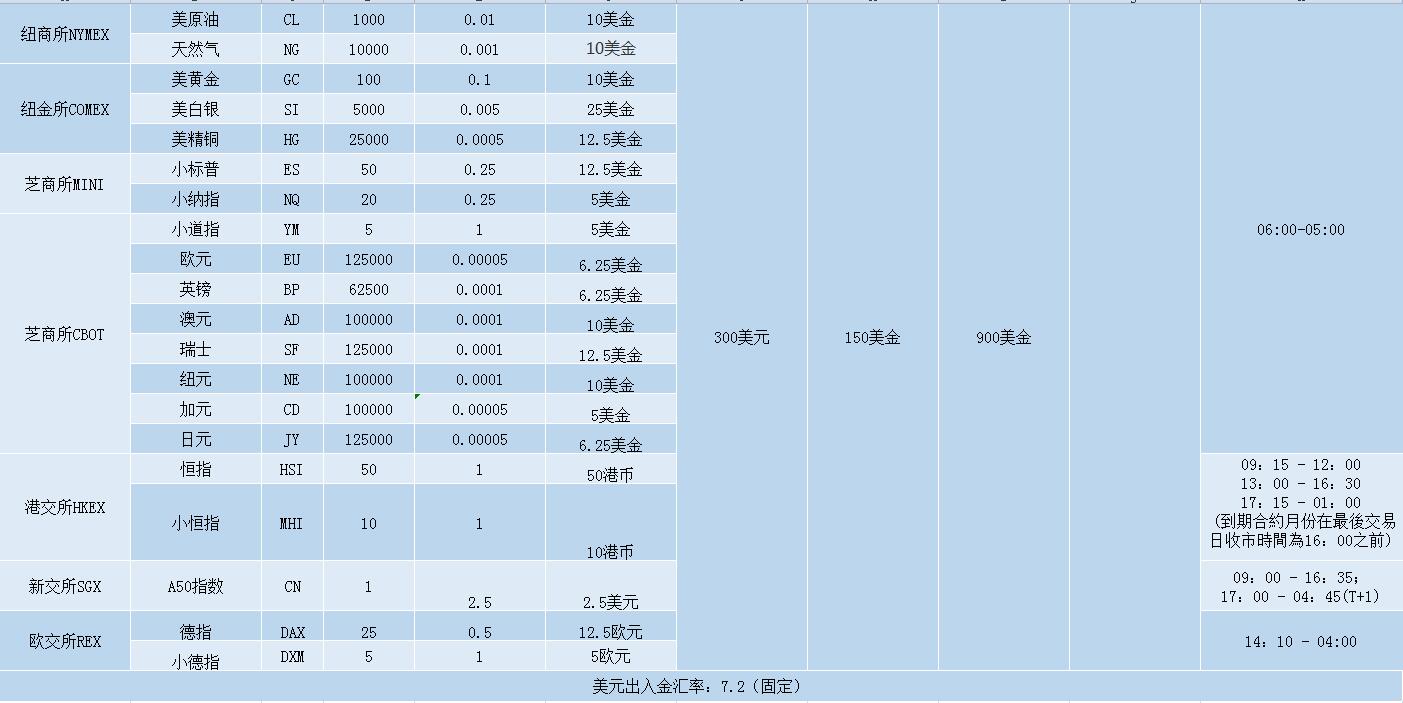 纽商所NYMEX 美原油 CL 1000 0.01 10美金
天然气 NG 10000 0.001 10美金
纽金所COMEX 美黄金 GC 100 0.1 10美金
美白银 SI 5000 0.005 25美金
美精铜 HG 25000 0.0005 12.5美金
芝商所MINI 小标普 ES 50 0.25 12.5美金
小纳指 NQ 20 0.25 5美金
芝商所CBOT 小道指 YM 5 1 5美金
欧元 EU 125000 0.00005 6.25美金
英镑 BP 62500 0.0001 6.25美金
澳元 AD 100000 0.0001 10美金
瑞士 SF 125000 0.0001 12.5美金
纽元 NE 100000 0.0001 10美金
加元 CD 100000 0.00005 5美金
日元 JY 125000 0.00005 6.25美金
300美元 150美金 900美金
06:00-05:00
港交所HKEX 恒指 HSI 50 1 50港币
小恒指 MHI 10 1 10港币
09：15 - 12：00
13：00 - 16：30
17：15 - 01：00
(到期合約月份在最後交易
日收市時間為16：00之前)
新交所SGX A50指数 CN 1 2.5 2.5美元
09：00 - 16：35;
17：00 - 04：45(T+1)
欧交所REX 德指 DAX 25 0.5 12.5欧元
小德指 DXM 5 1 5欧元
14：10 - 04:00
美元出入金汇率：7.2（固定）